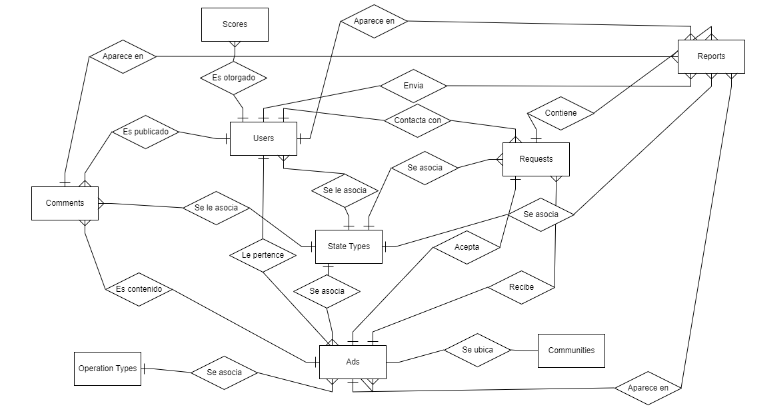 Scores
Aparece en
Aparece en
Reports
Es otorgado
Envia
Contiene
Contacta con
Es publicado
Users
Requests
Se asocia
Se le asocia
Comments
Se le asocia
Se asocia
State Types
Acepta
Le pertence
Es contenido
Se asocia
Recibe
Se ubica
Communities
Ads
Operation Types
Se asocia
Aparece en